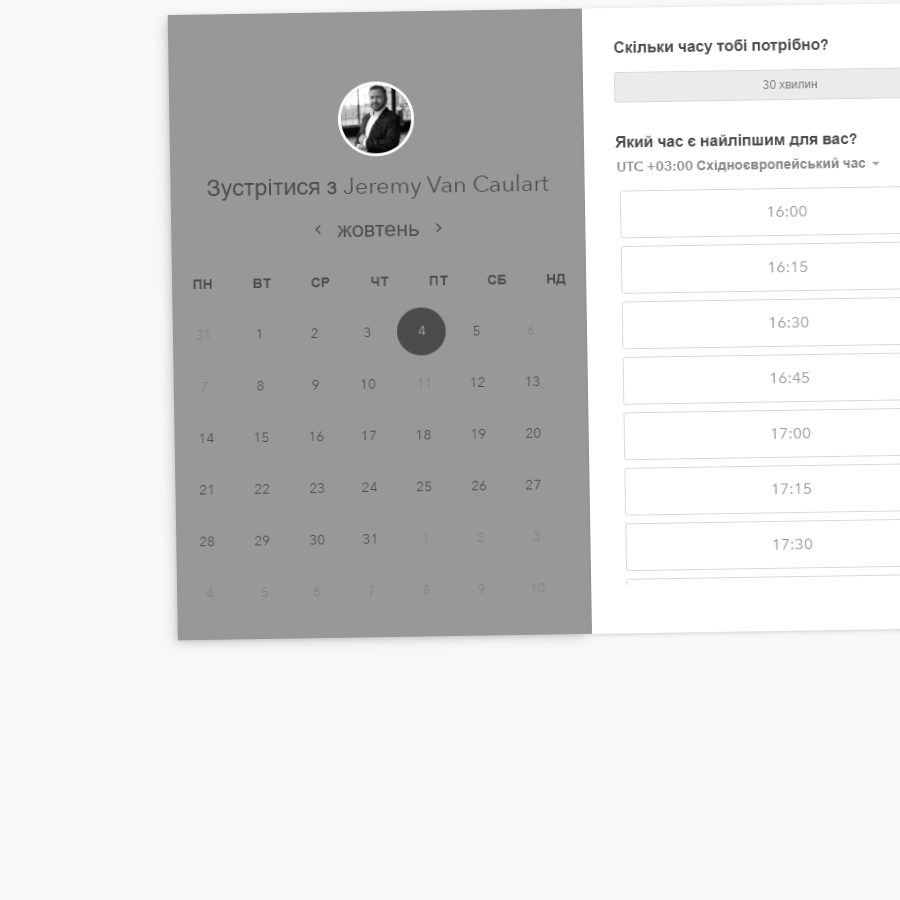 Зустрітися з Jeremy Van Caulart
жовтень
ПН ВТ СР ЧТ ПТ СБ НД
31 1 2 3 4 5 6
7 8 9 10 11 12 13
14 15 16 17 18 19 20
21 22 23 24 25 26 27
28 29 30 31 1 2 3
4 5 6 7 8 9 10
Скільки часу тобі потрібно?
30 хвилин
Який час є найліпшим для вас?
UTC +03:00 Східноєвропейський час
16:00
16:15
16:30
16:45
17:00
17:15
17:30